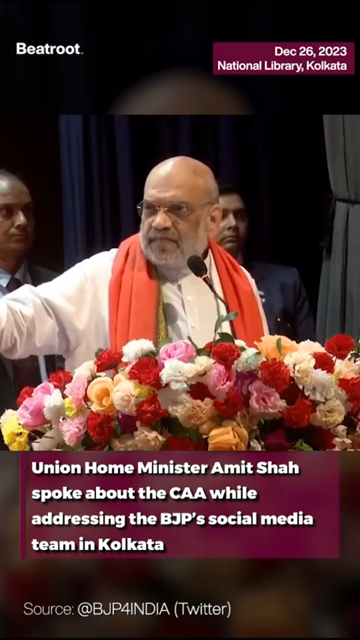 Beatroot.
Dec 26, 2023
National Library, Kolkata
Union Home Minister Amit Shah
spoke about the CAA while
addressing the BJP's social media
team in Kolkata
Source: @BJP4INDIA (Twitter)